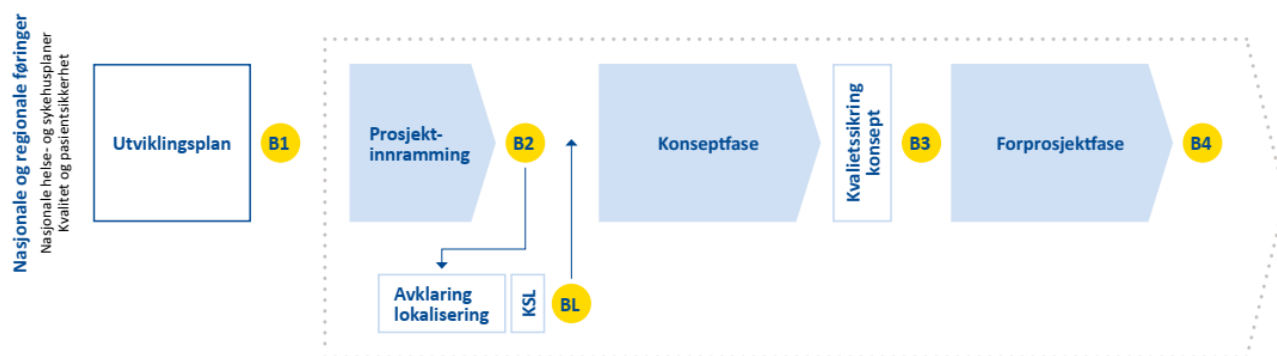 Nasjonale og regionale føringer
Nasjonale helse- og sykehusplaner
Kvalitet og pasientsikkerhet
Utviklingsplan
B1
Prosjekt-
innramming
B2
Avklaring
lokalisering
KSL
BL
Konseptfase
Kvalietssikring
konsept
B3
Forprosjektfase
B4